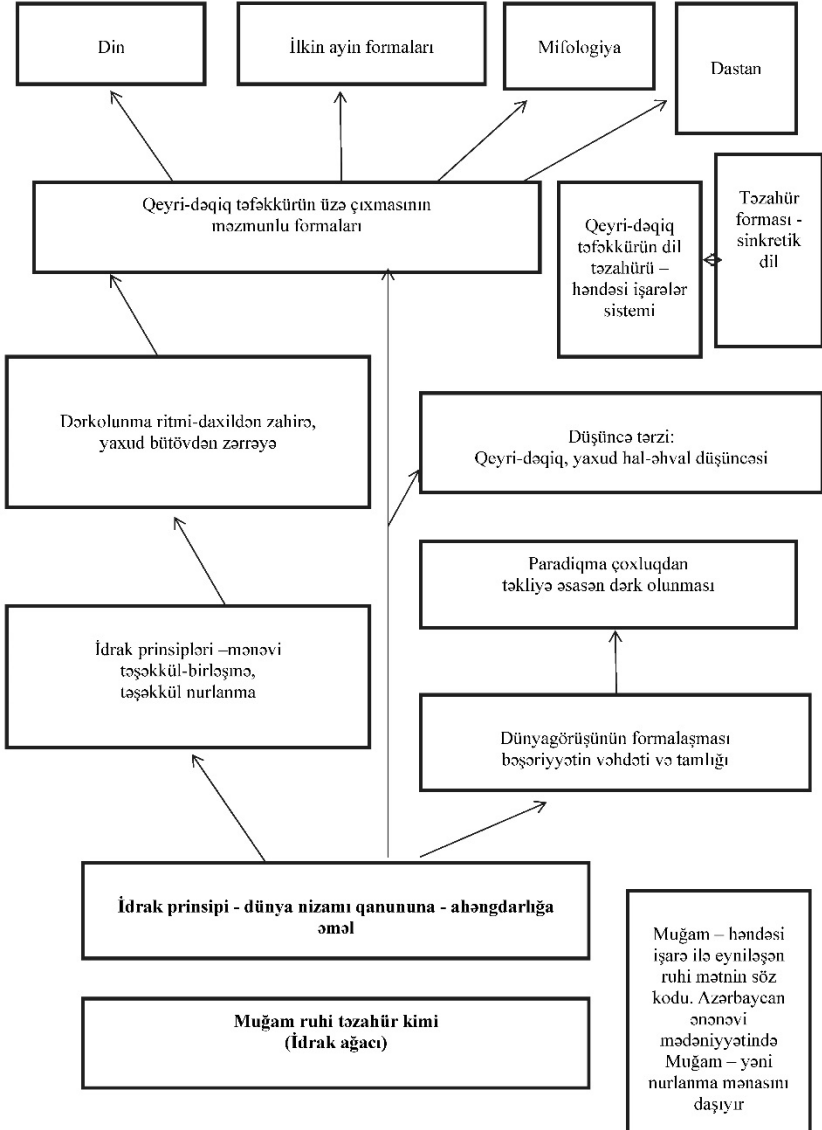 Din
İlkin ayin formaları
Mifologiya
Dastan
Qeyri-dəqiq təfəkkürün üzə çıxmasının
məzmunlu formaları
Qeyri-dəqiq
təfəkkürün dil
təzahürü –
həndəsi işarələr
sistemi
Təzahür
forması -
sinkretik
dil
Dərkolunma ritmi-daxildən zahirə,
yaxud bütövdən zərrəyə
Düşüncə tərzi:
Qeyri-dəqiq, yaxud hal-əhval düşüncəsi
Paradiqma çoxluqdan
təkliyə əsasən dərk olunması
İdrak prinsipləri –mənəvi
təşəkkül-birləşmə,
təşəkkül nurlanma
Dünyagörüşünün formalaşması
bəşəriyyətin vəhdəti və tamlığı
İdrak prinsipi - dünya nizamı qanununa - ahəngdarlığa
əməl
Muğam ruhi təzahür kimi
(İdrak ağacı)
Muğam – həndəsi
işarə ilə eyniləşən
ruhi mətnin söz
kodu. Azərbaycan
ənənəvi
mədəniyyətində
Muğam – yəni
nurlanma mənasını
daşıyır